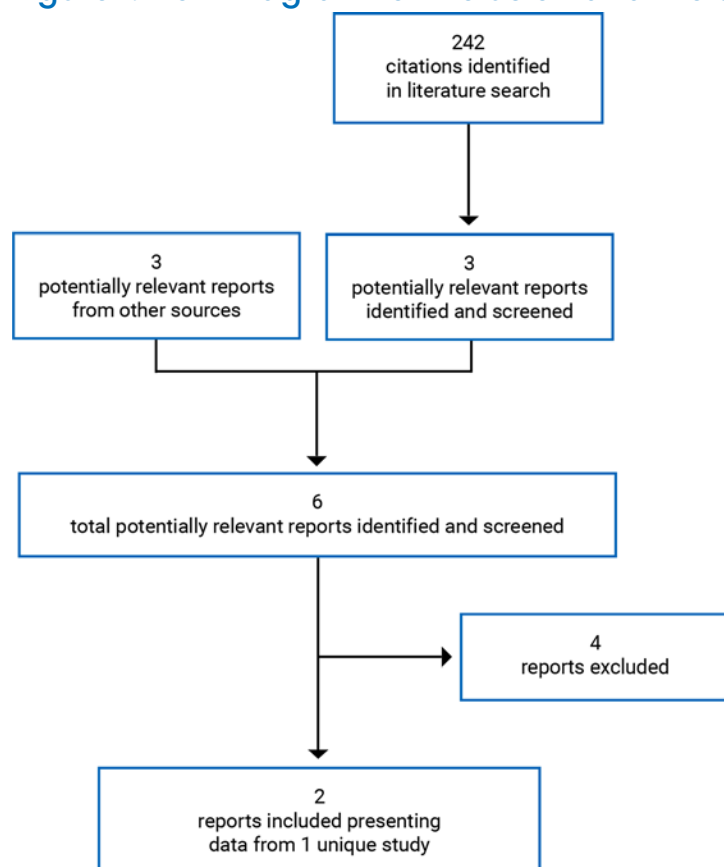 242
citations identified
in literature search
3
potentially relevant reports
from other sources
3
potentially relevant reports
identified and screened
6
total potentially relevant reports identified and screened
4
reports excluded
2
reports included presenting
data from 1 unique study